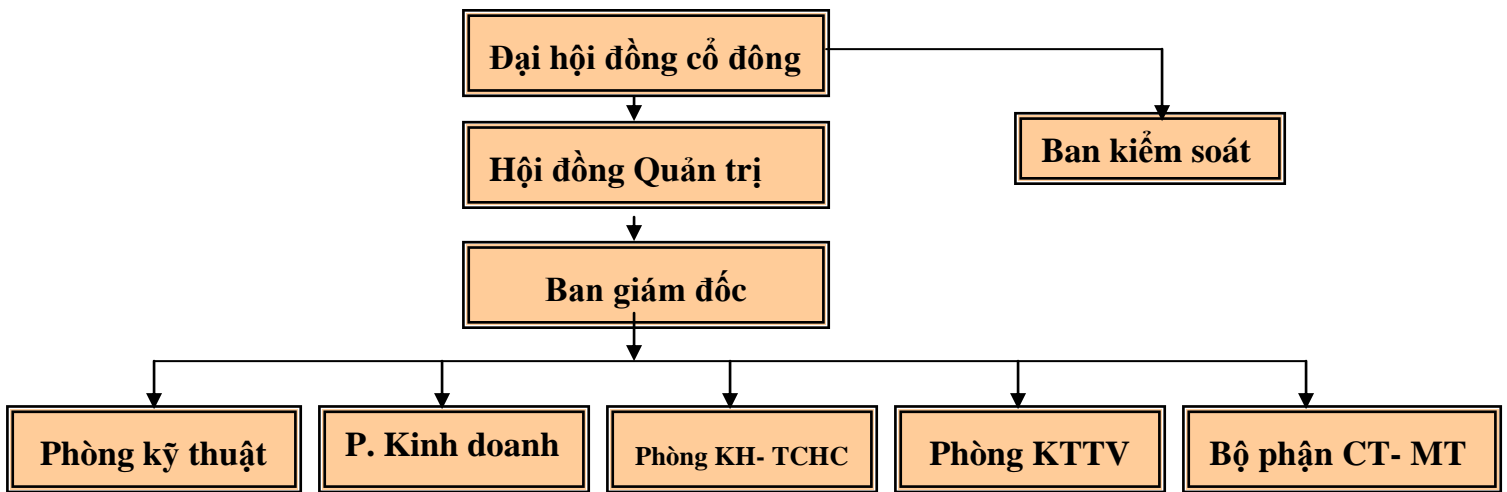 Đại hội đồng cổ đông
Ban kiểm soát
Hội đồng Quản trị
Ban giám đốc
Phòng kỹ thuật
P. Kinh doanh
Phòng KH- TCHC
Phòng KTTV
Bộ phận CT- MT